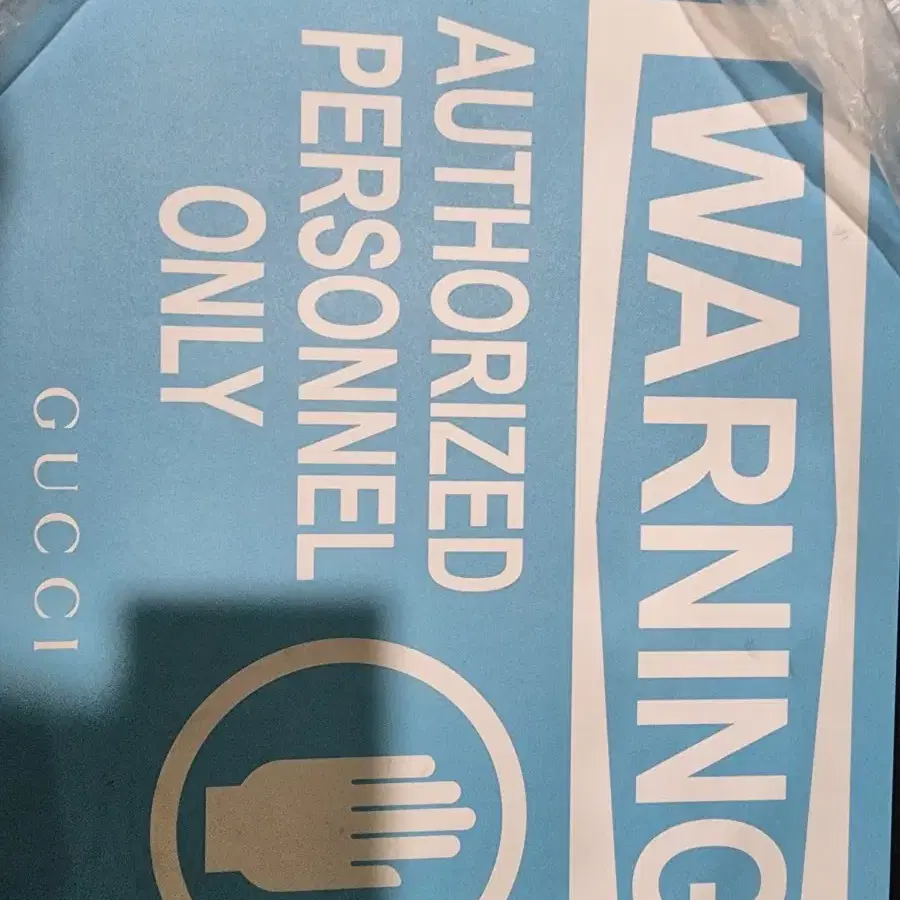 WARNING
AUTHORIZED
PERSONNEL
ONLY
GUCCI